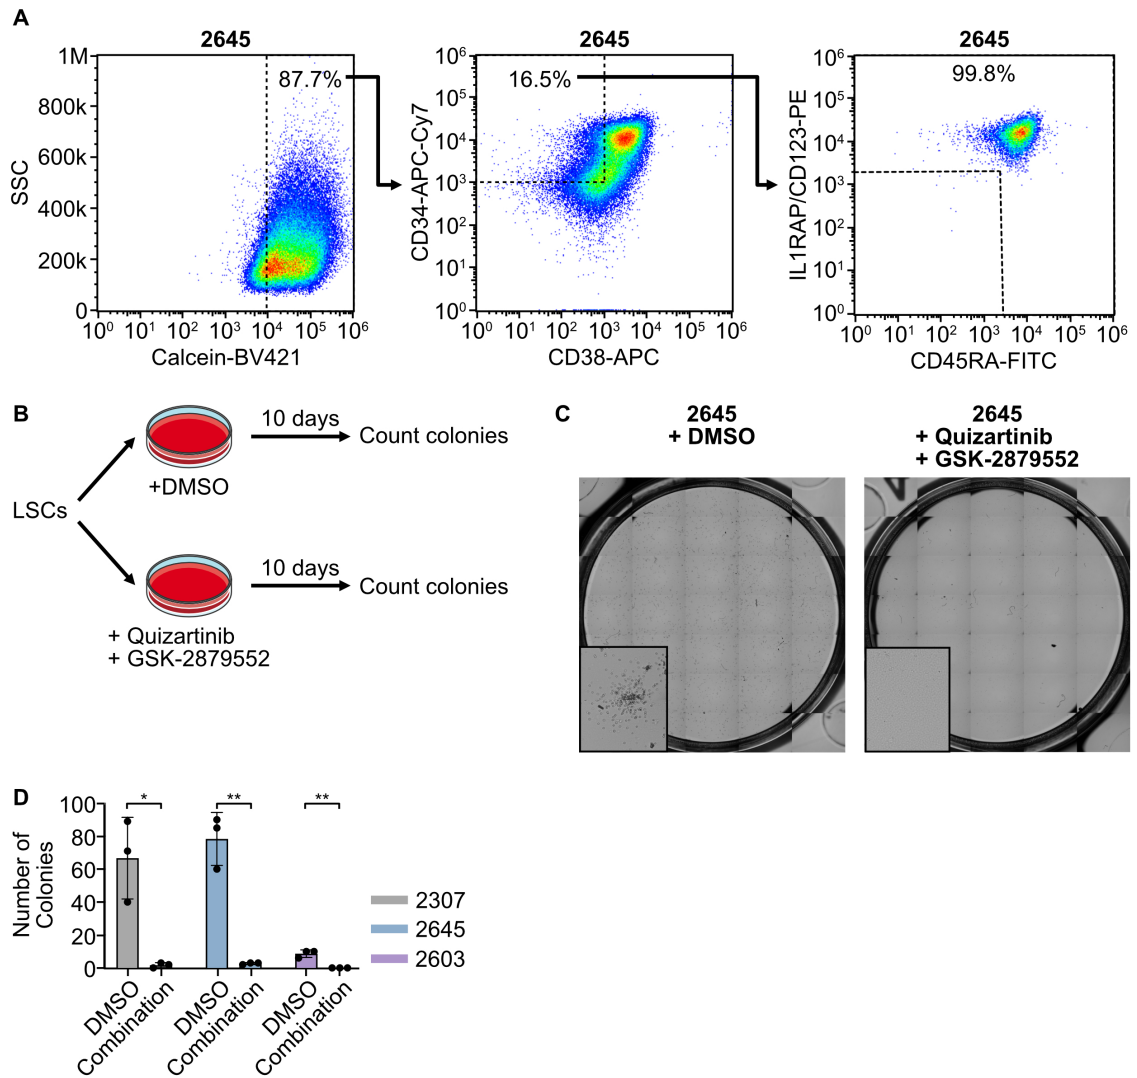 A
2645
87.7%
SSC
1M
800k
600k
400k
200k
0
10⁰ 10¹ 10² 10³ 10⁴ 10⁵ 10⁶
Calcein-BV421
2645
16.5%
CD34-APC-Cy7
10⁶
10⁵
10⁴
10³
10²
10¹
10⁰
10⁰ 10¹ 10² 10³ 10⁴ 10⁵ 10⁶
CD38-APC
2645
99.8%
IL1RAP/CD123-PE
10⁶
10⁵
10⁴
10³
10²
10¹
10⁰
10⁰ 10¹ 10² 10³ 10⁴ 10⁵ 10⁶
CD45RA-FITC
B
LSCs
+DMSO
10 days
Count colonies
+ Quizartinib
+ GSK-2879552
10 days
Count colonies
C
2645
+ DMSO
2645
+ Quizartinib
+ GSK-2879552
D
Number of
Colonies
100
80
60
40
20
0
* ** **
DMSO
Combination
DMSO
Combination
DMSO
Combination
2307
2645
2603